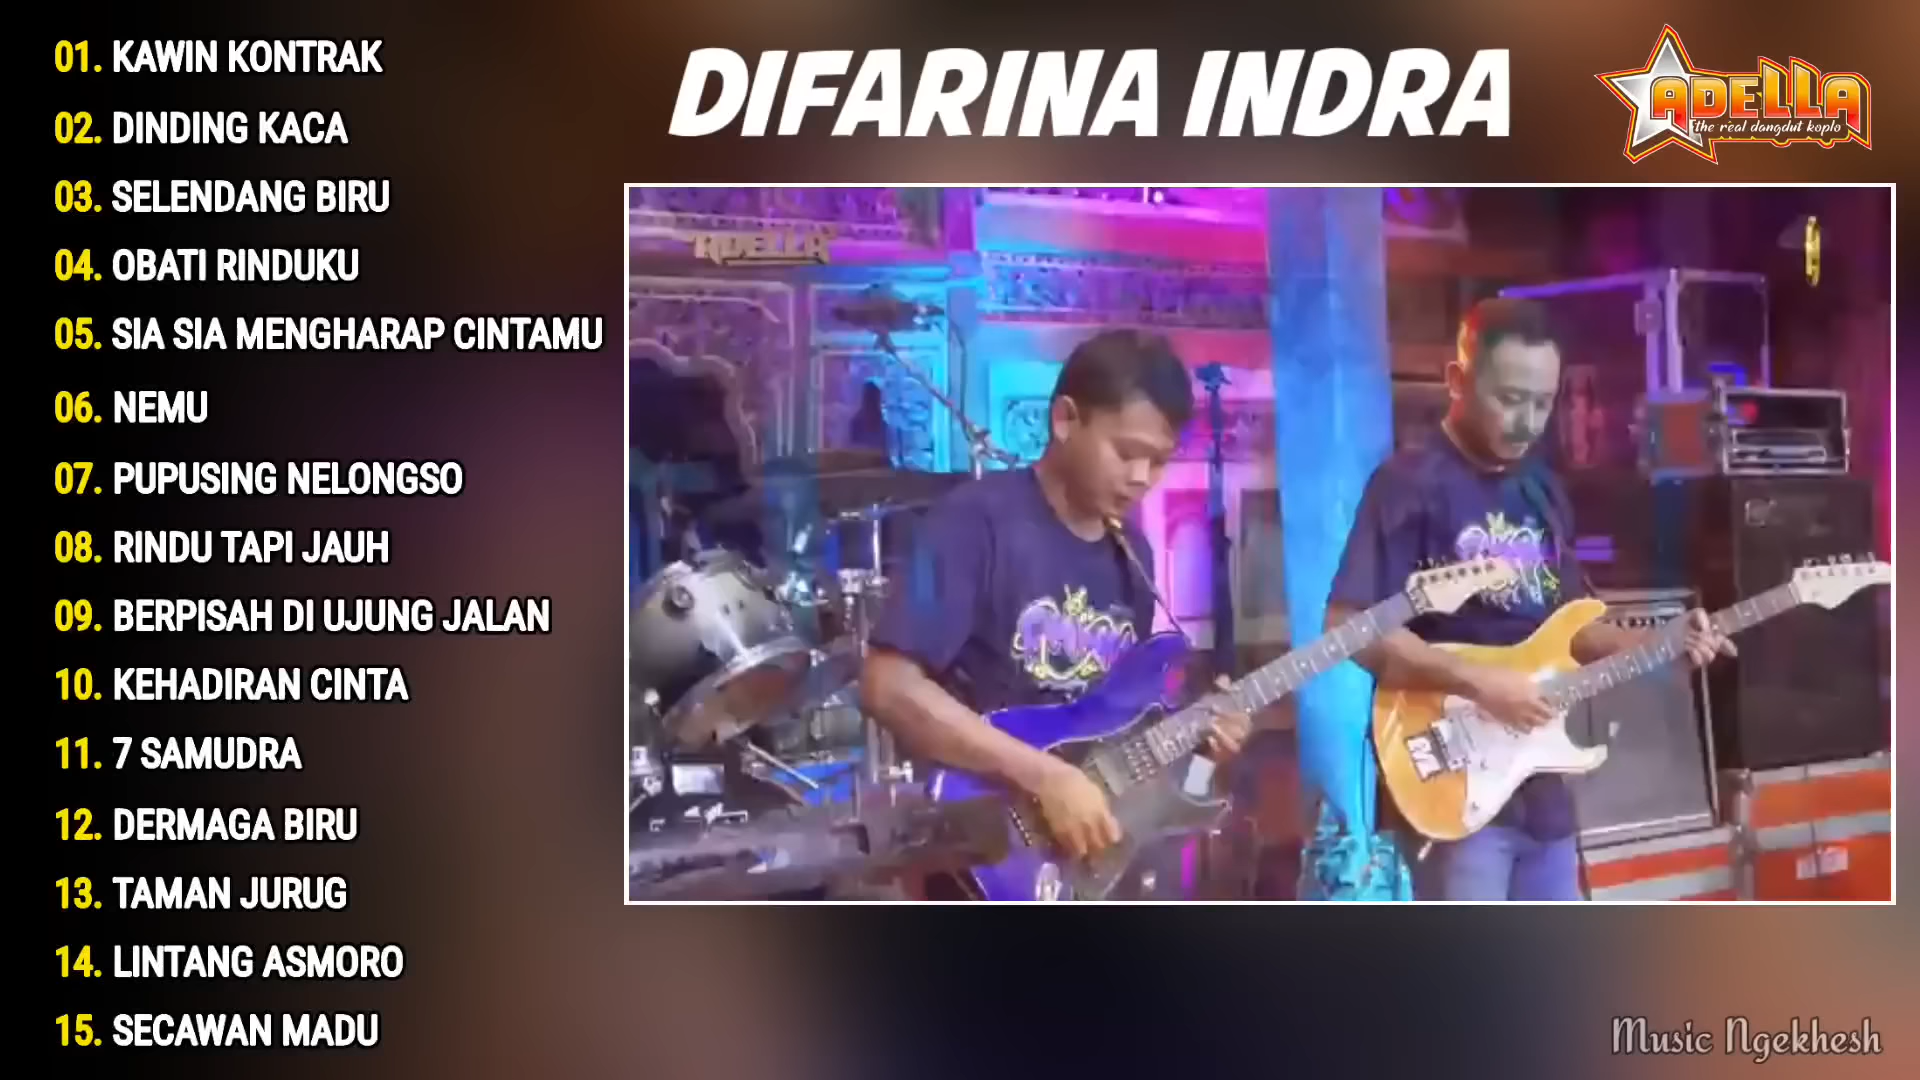 01. KAWIN KONTRAK
02. DINDING KACA
03. SELENDANG BIRU
04. OBATI RINDUKU
05. SIA SIA MENGHARAP CINTAMU
06. NEMU
07. PUPUSING NELONGSO
08. RINDU TAPI JAUH
09. BERPISAH DI UJUNG JALAN
10. KEHADIRAN CINTA
11. 7 SAMUDRA
12. DERMAGA BIRU
13. TAMAN JURUG
14. LINTANG ASMORO
15. SECAWAN MADU
DIFARINA INDRA
ADELLA
the real dangdut koplo
ADELLA
Music Ngekhesh